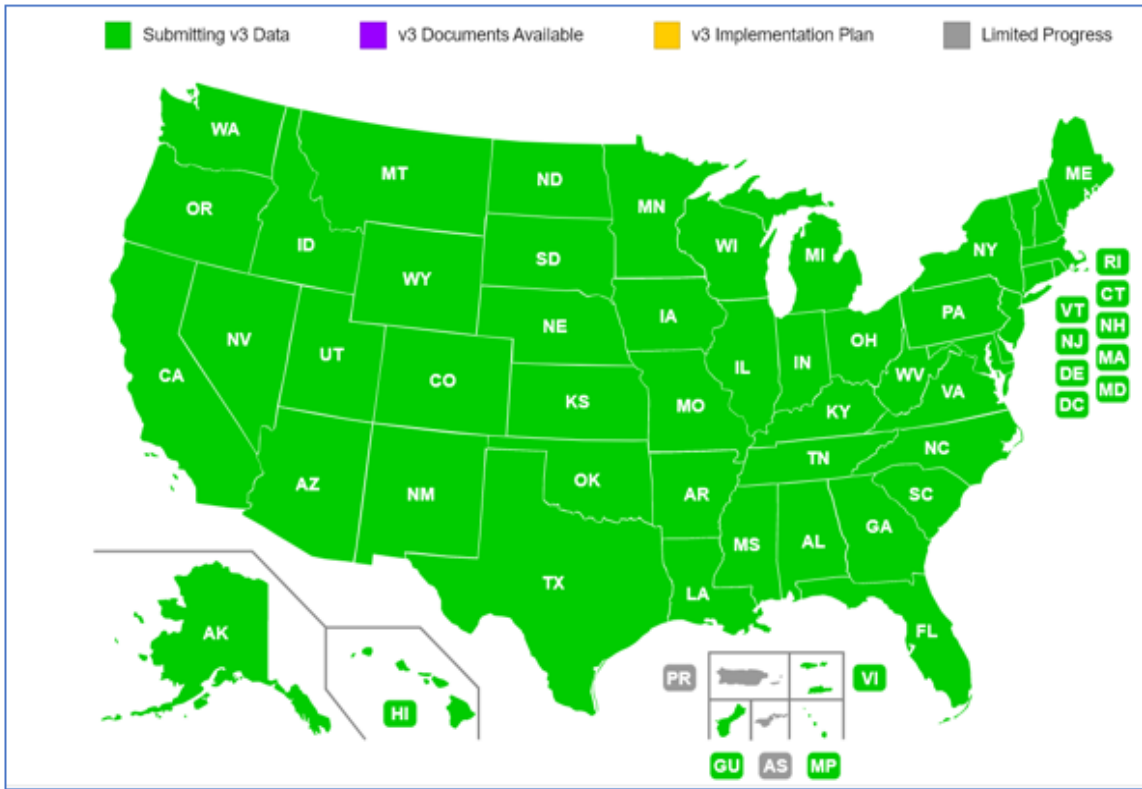 Submitting v3 Data
v3 Documents Available
v3 Implementation Plan
Limited Progress
WA
MT
ND
MN
ME
OR
ID
WY
SD
WI
MI
NY
RI
CT
VT
NH
NJ
MA
DE
MD
DC
NV
UT
CO
NE
IA
PA
CA
IL
IN
OH
WV
VA
KS
MO
KY
NC
TN
AZ
NM
OK
AR
SC
MS
AL
GA
TX
LA
FL
AK
HI
PR
VI
GU
AS
MP